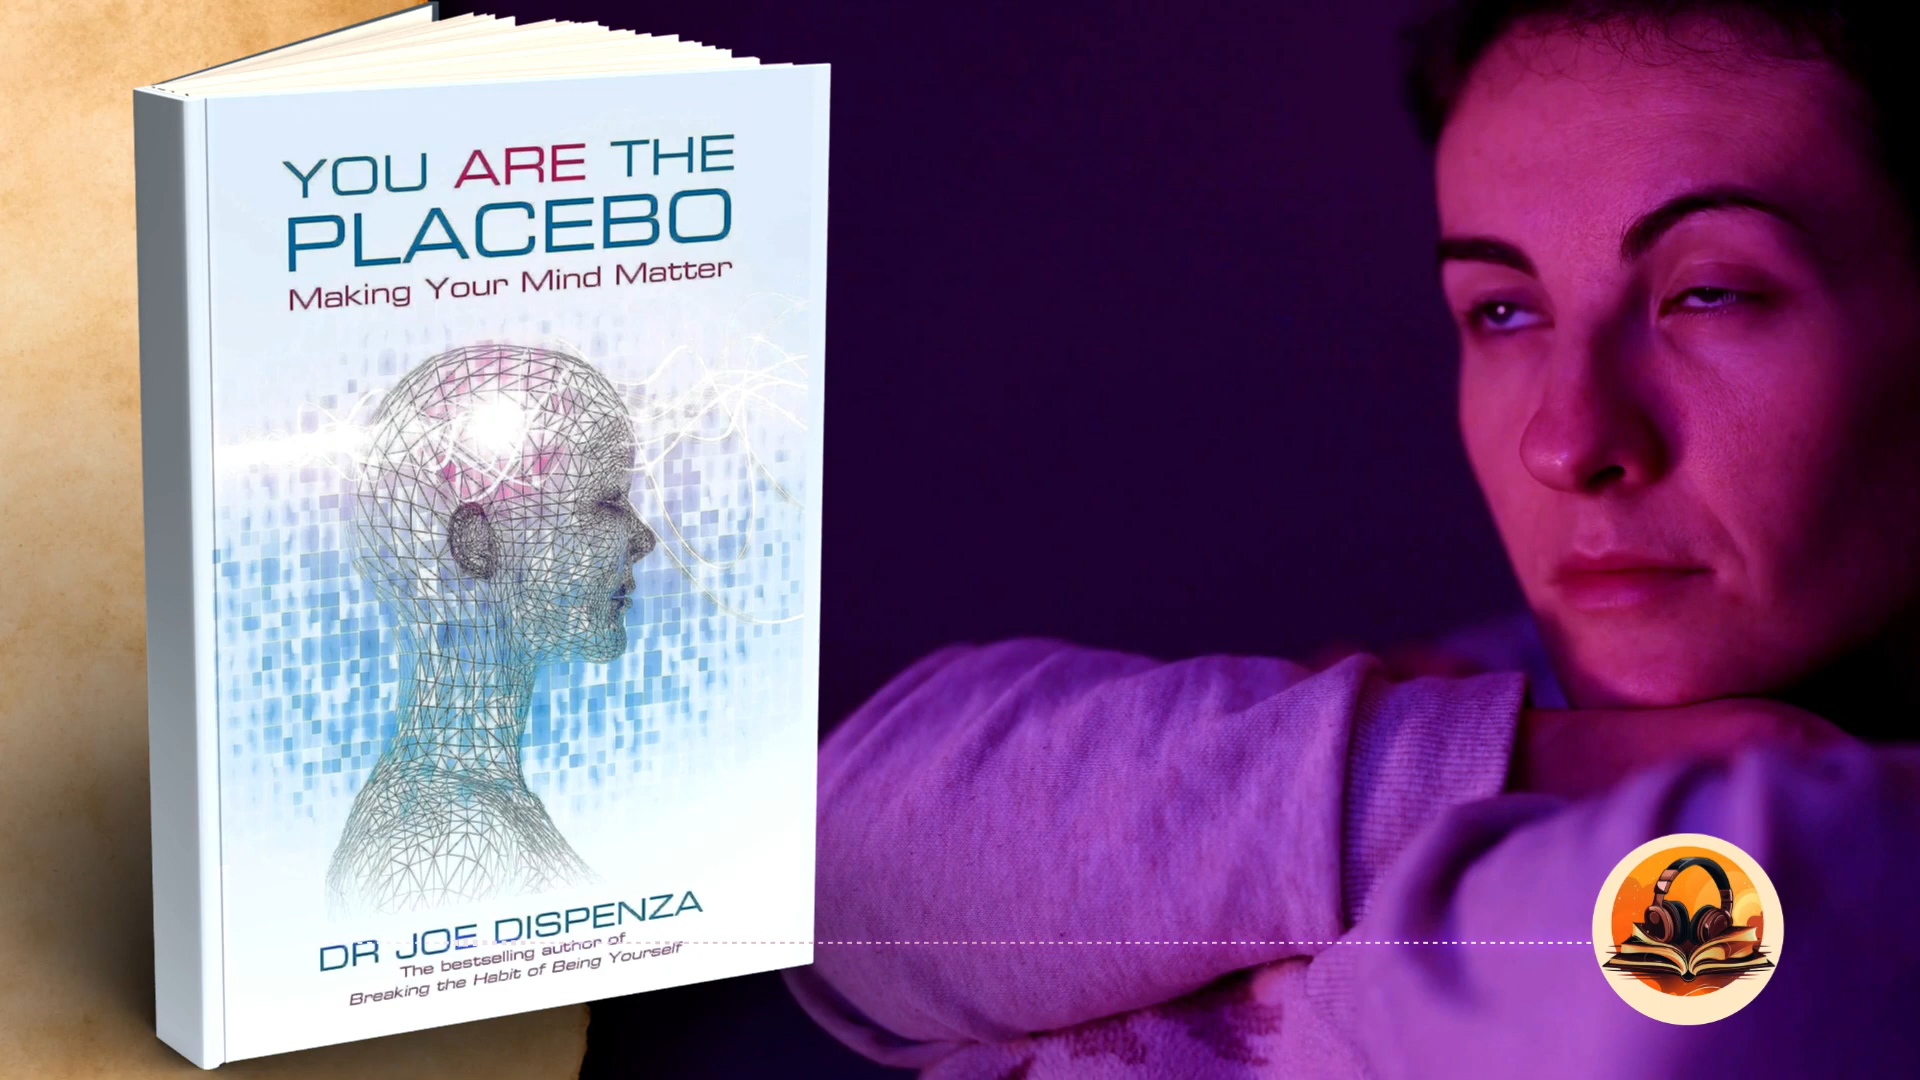 YOU ARE THE
PLACEBO
Making Your Mind Matter
DR JOE DISPENZA
The bestselling author of
Breaking the Habit of Being Yourself